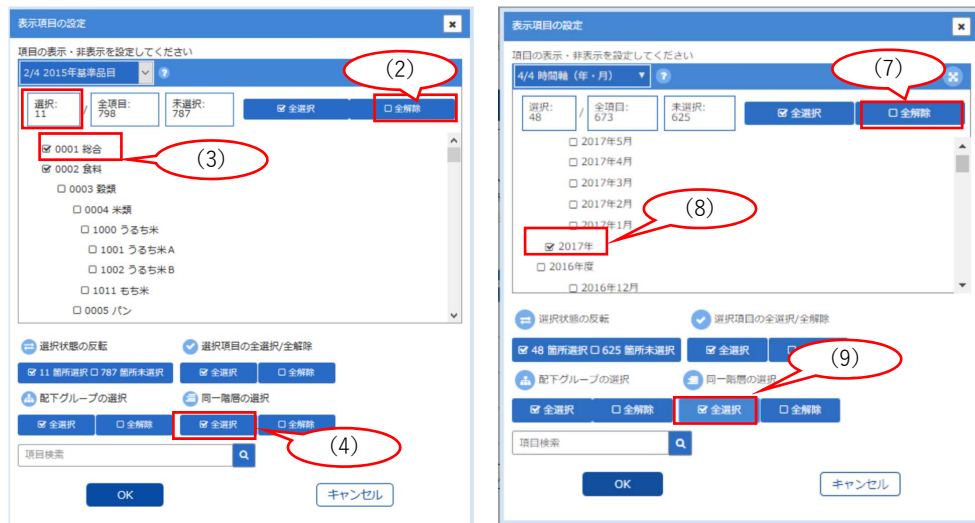 表示項目の設定
項目の表示・非表示を設定してください
2/4 2015年基準品目
(2)
選択:
11
/
全項目:
798
未選択:
787
全選択
全解除
0001 総合
(3)
0002 食料
0003 穀類
0004 米類
1000 うるち米
1001 うるち米A
1002 うるち米B
1011 もち米
0005 パン
選択状態の反転
選択項目の全選択/全解除
11 箇所選択 787 箇所未選択
全選択
全解除
配下グループの選択
同一階層の選択
全選択
全解除
全選択
全解除
(4)
項目検索
OK
キャンセル
表示項目の設定
項目の表示・非表示を設定してください
4/4 時間軸（年・月）
(7)
選択:
48
/
全項目:
673
未選択:
625
全選択
全解除
2017年5月
2017年4月
2017年3月
2017年2月
(8)
2017年1月
2017年
2016年度
2016年12月
選択状態の反転
選択項目の全選択/全解除
48 箇所選択 625 箇所未選択
全選択
(9)
配下グループの選択
同一階層の選択
全選択
全解除
全選択
全解除
項目検索
OK
キャンセル